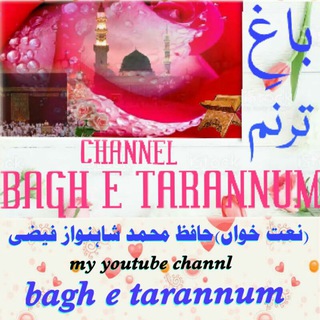 باغِ
ترنم
CHANNEL
BAGH E TARANNUM
(نعت خواں)حافظ محمد شاہنواز فیضی
my youtube channl
bagh e tarannum